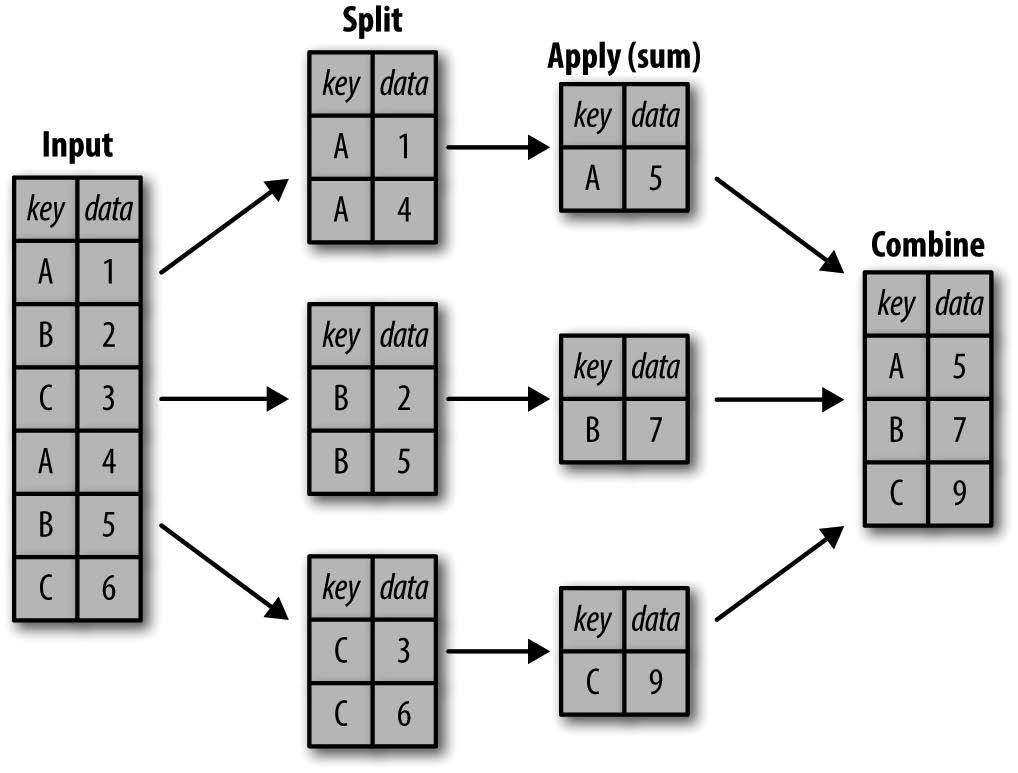 Input
key data
A 1
B 2
C 3
A 4
B 5
C 6
Split
key data
A 1
A 4
key data
B 2
B 5
key data
C 3
C 6
Apply (sum)
key data
A 5
key data
B 7
key data
C 9
Combine
key data
A 5
B 7
C 9